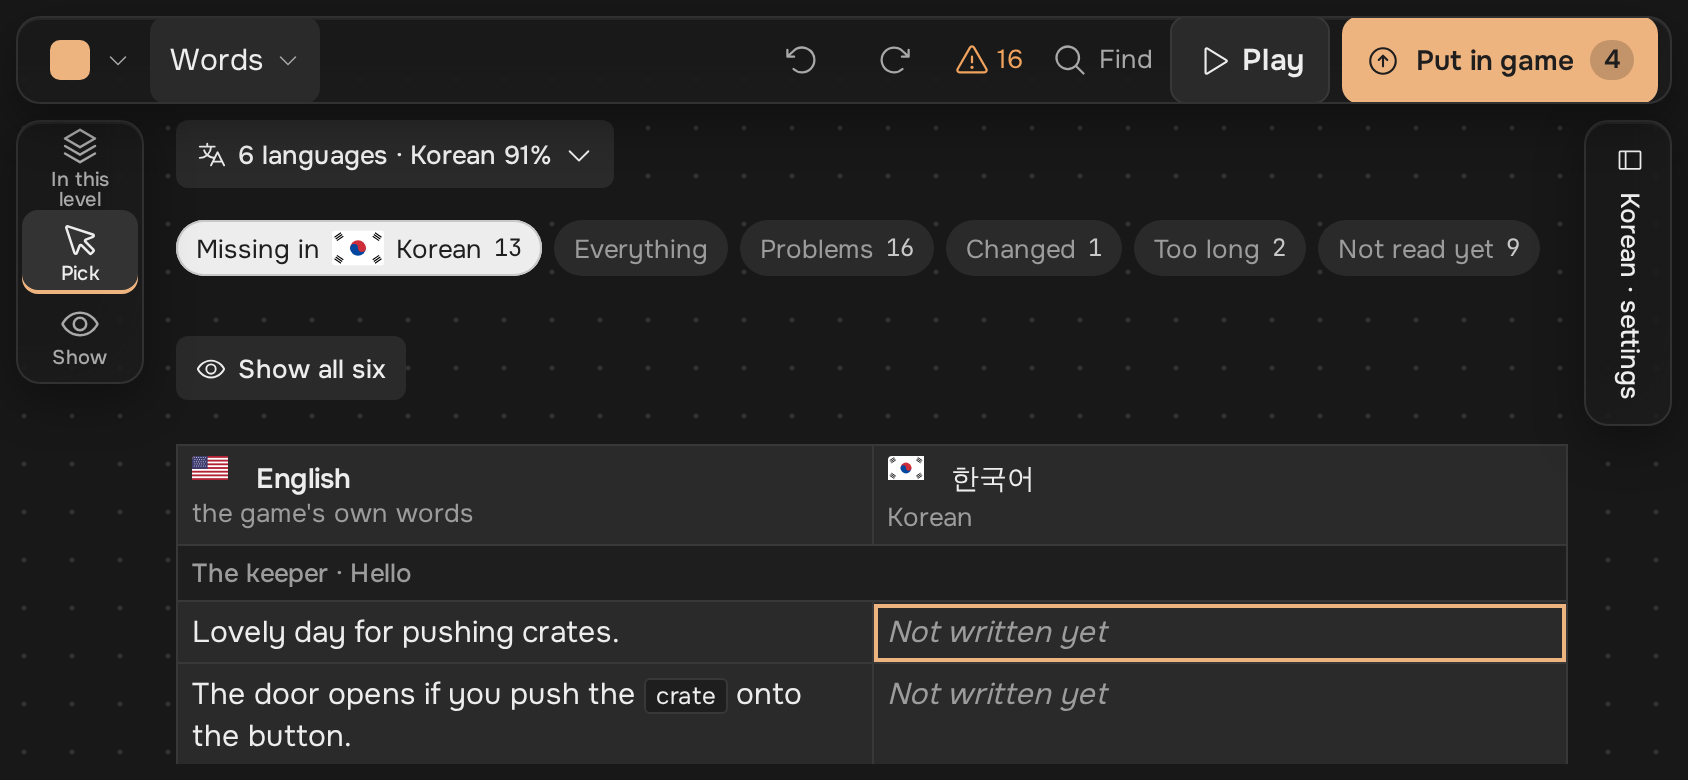 Words
16
Find
Play
Put in game 4
In this
level
Pick
Show
6 languages · Korean 91%
Missing in Korean 13
Everything
Problems 16
Changed 1
Too long 2
Not read yet 9
Korean · settings
Show all six
English
the game's own words
한국어
Korean
The keeper · Hello
Lovely day for pushing crates.
Not written yet
The door opens if you push the crate onto
the button.
Not written yet